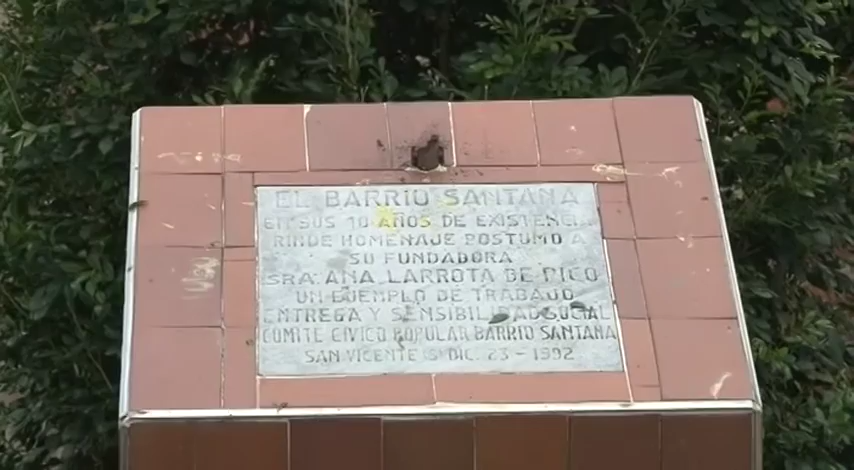 EL BARRIO SANTANA
EN SUS 10 AÑOS DE EXISTENCIA
RINDE HOMENAJE POSTUMO A
SU FUNDADORA
SRA. ANA LARROTA DE PICO
UN EJEMPLO DE TRABAJO
ENTREGA Y SENSIBILIDAD SOCIAL
COMITE CIVICO POPULAR BARRIO SANTANA
SAN VICENTE DIC. 23 - 1992